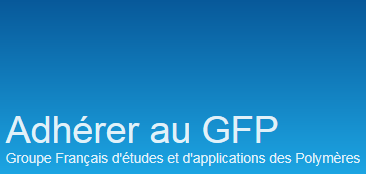 Adhérer au GFP
Groupe Français d'études et d'applications des Polymères